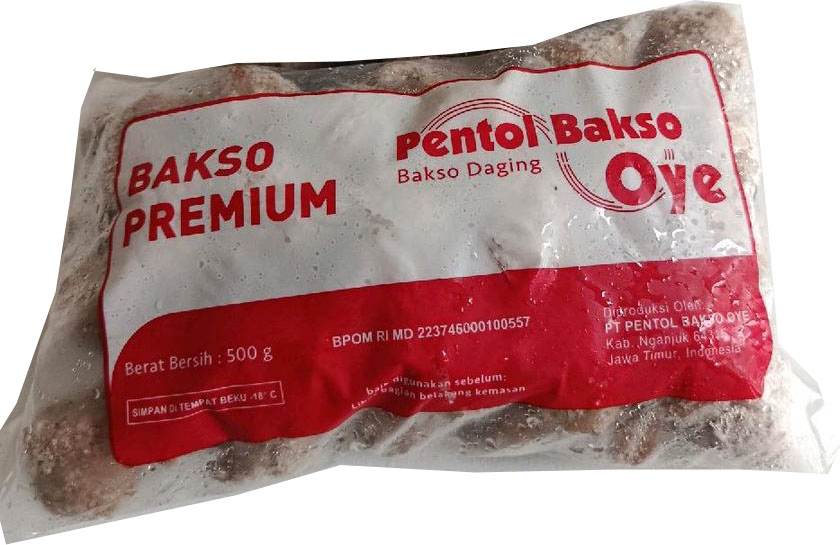 BAKSO
PREMIUM
Pentol Bakso
Bakso Daging
Oye
Berat Bersih : 500 g
SIMPAN DI TEMPAT BEKU -18° C
BPOM RI MD 223746000100557
digunakan sebelum:
bagian belakang kemasan
Diproduksi Oleh:
PT PENTOL BAKSO OYE
Kab. Nganjuk
Jawa Timur, Indonesia